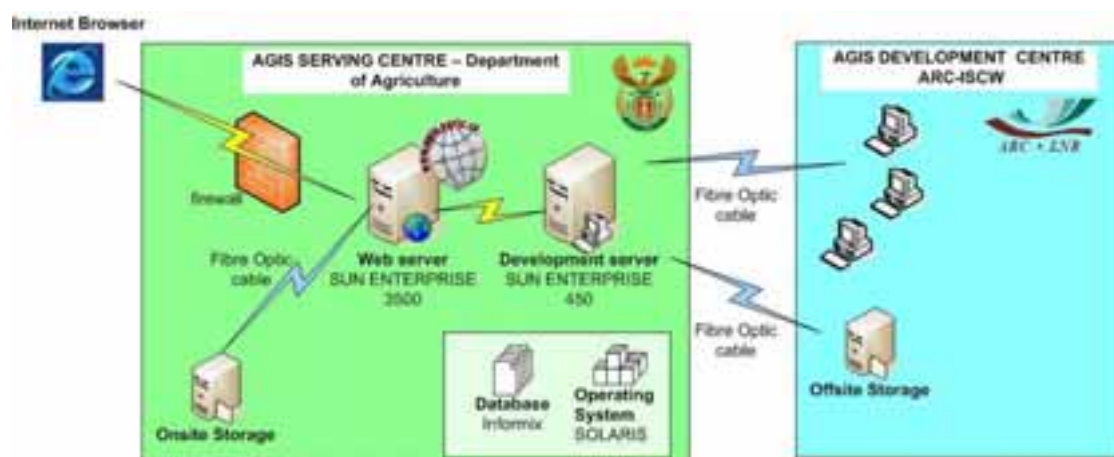 Internet Browser
AGIS SERVING CENTRE – Department
of Agriculture
AGIS DEVELOPMENT CENTRE
ARC-ISCW
ARC • LNR
firewall
Fibre Optic
cable
Web server
SUN ENTERPRISE
3500
Development server
SUN ENTERPRISE
450
Fibre Optic
cable
Fibre Optic
cable
Onsite Storage
Database
Informix
Operating
System
SOLARIS
Offsite Storage